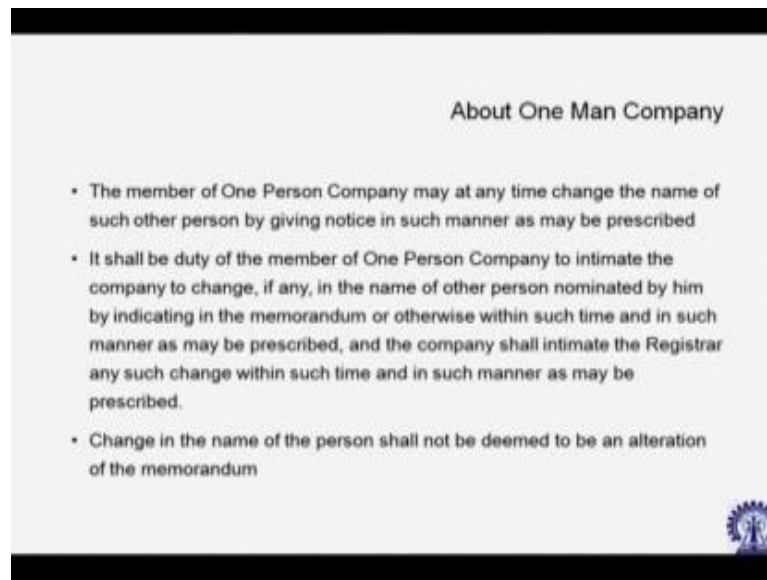 About One Man Company
• The member of One Person Company may at any time change the name of
such other person by giving notice in such manner as may be prescribed
• It shall be duty of the member of One Person Company to intimate the
company to change, if any, in the name of other person nominated by him
by indicating in the memorandum or otherwise within such time and in such
manner as may be prescribed, and the company shall intimate the Registrar
any such change within such time and in such manner as may be
prescribed.
• Change in the name of the person shall not be deemed to be an alteration
of the memorandum